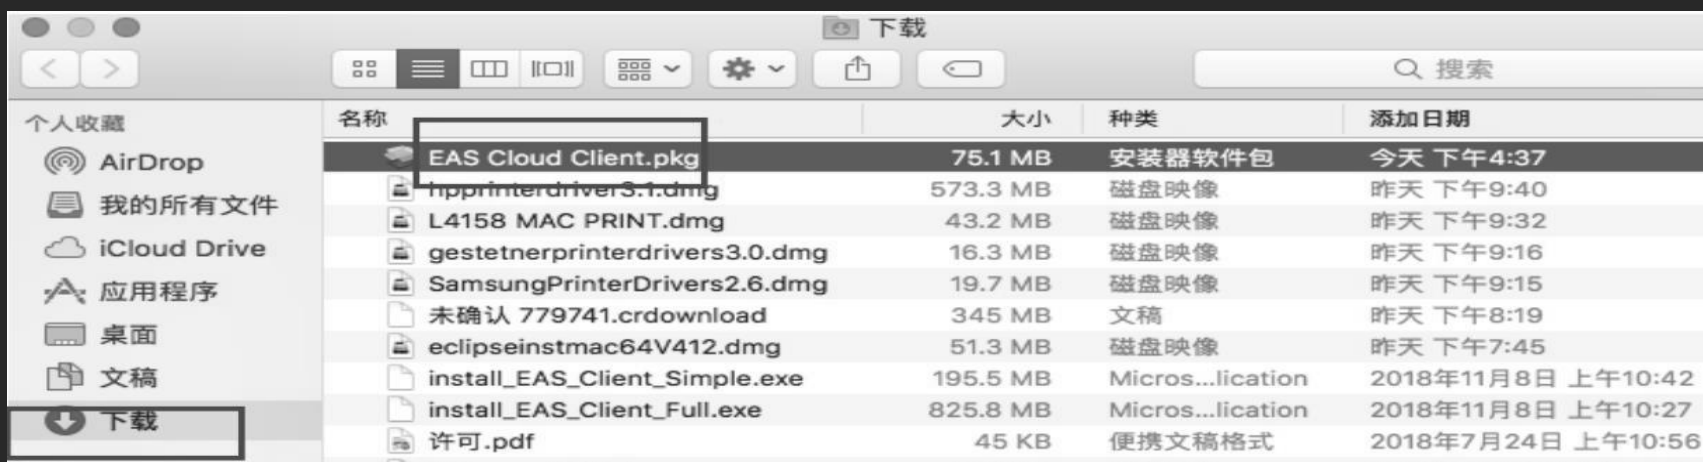 下载
搜索
个人收藏
AirDrop
我的所有文件
iCloud Drive
应用程序
桌面
文稿
下载
名称 大小 种类 添加日期
EAS Cloud Client.pkg 75.1 MB 安装器软件包 今天 下午4:37
hpprinterdriver3.1.dmg 573.3 MB 磁盘映像 昨天 下午9:40
L4158 MAC PRINT.dmg 43.2 MB 磁盘映像 昨天 下午9:32
gestetnerprinterdrivers3.0.dmg 16.3 MB 磁盘映像 昨天 下午9:16
SamsungPrinterDrivers2.6.dmg 19.7 MB 磁盘映像 昨天 下午9:15
未确认 779741.crdownload 345 MB 文稿 昨天 下午8:19
eclipseinstmac64V412.dmg 51.3 MB 磁盘映像 昨天 下午7:45
install_EAS_Client_Simple.exe 195.5 MB Micros...lication 2018年11月8日 上午10:42
install_EAS_Client_Full.exe 825.8 MB Micros...lication 2018年11月8日 上午10:27
许可.pdf 45 KB 便携文稿格式 2018年7月24日 上午10:56